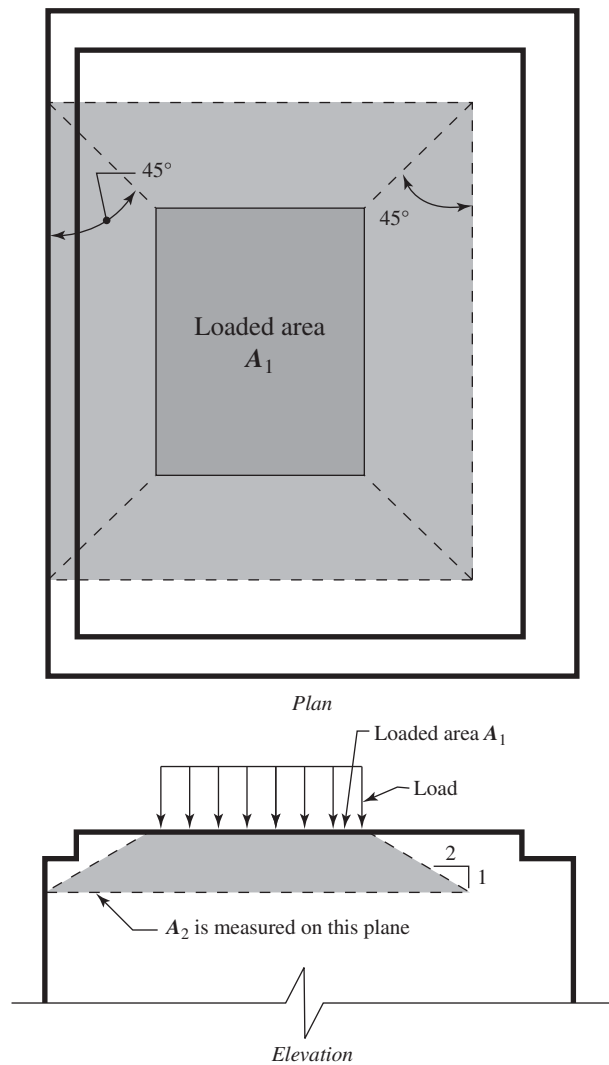 45°
45°
Loaded area
A1
Plan
Loaded area A1
Load
2
1
A2 is measured on this plane
Elevation